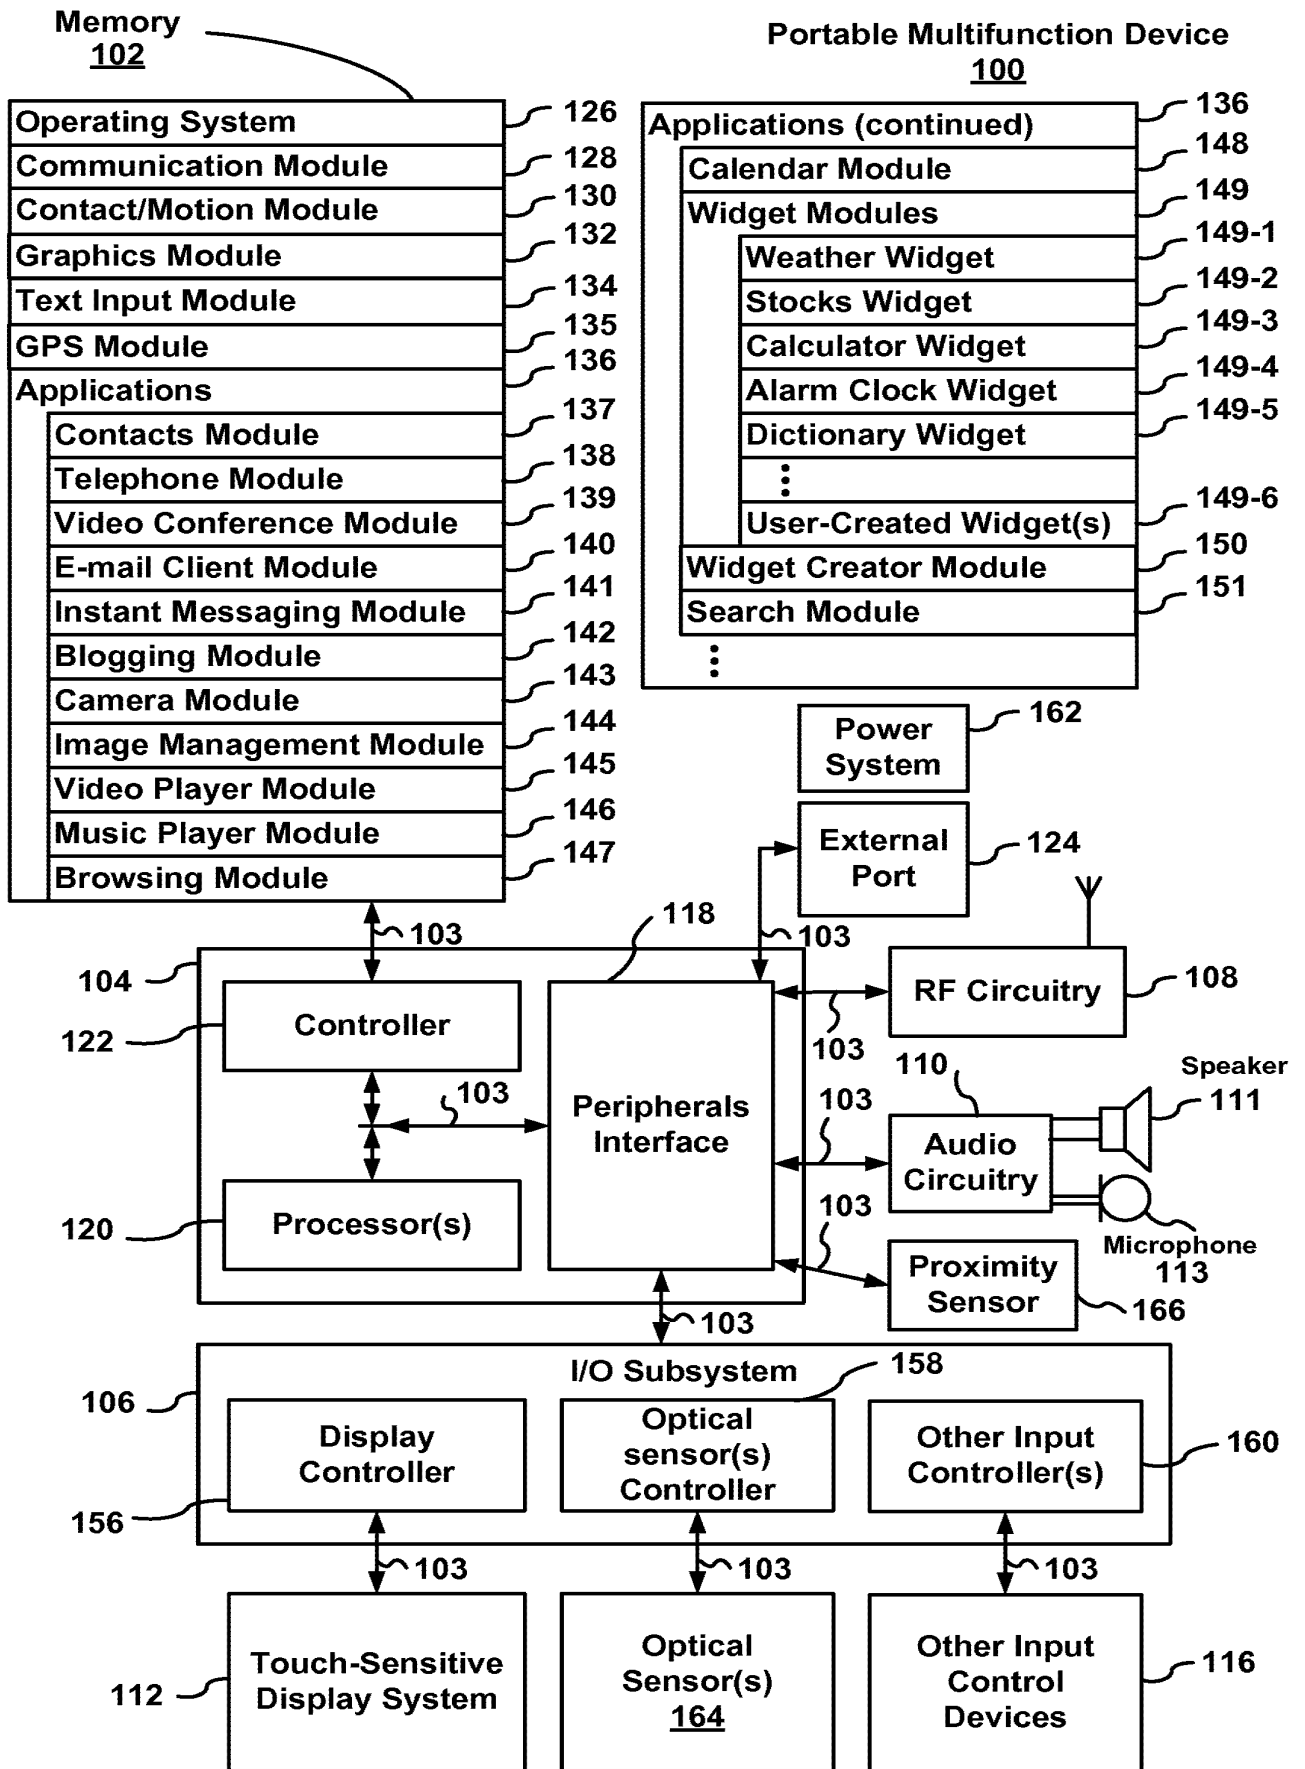 Memory
102
Portable Multifunction Device
100
Operating System
126
Communication Module
128
Contact/Motion Module
130
Graphics Module
132
Text Input Module
134
GPS Module
135
Applications
136
Contacts Module
137
Telephone Module
138
Video Conference Module
139
E-mail Client Module
140
Instant Messaging Module
141
Blogging Module
142
Camera Module
143
Image Management Module
144
Video Player Module
145
Music Player Module
146
Browsing Module
147
Applications (continued)
136
Calendar Module
148
Widget Modules
149
Weather Widget
149-1
Stocks Widget
149-2
Calculator Widget
149-3
Alarm Clock Widget
149-4
Dictionary Widget
149-5
User-Created Widget(s)
149-6
Widget Creator Module
150
Search Module
151
Power
System
162
External
Port
124
103
118
103
104
Controller
122
RF Circuitry
108
103
Peripherals
Interface
103
110
Speaker
111
103
Audio
Circuitry
Processor(s)
120
103
Microphone
113
Proximity
Sensor
166
103
I/O Subsystem
158
106
Display
Controller
156
Optical
sensor(s)
Controller
Other Input
Controller(s)
160
103
103
103
Touch-Sensitive
Display System
112
Optical
Sensor(s)
164
Other Input
Control
Devices
116